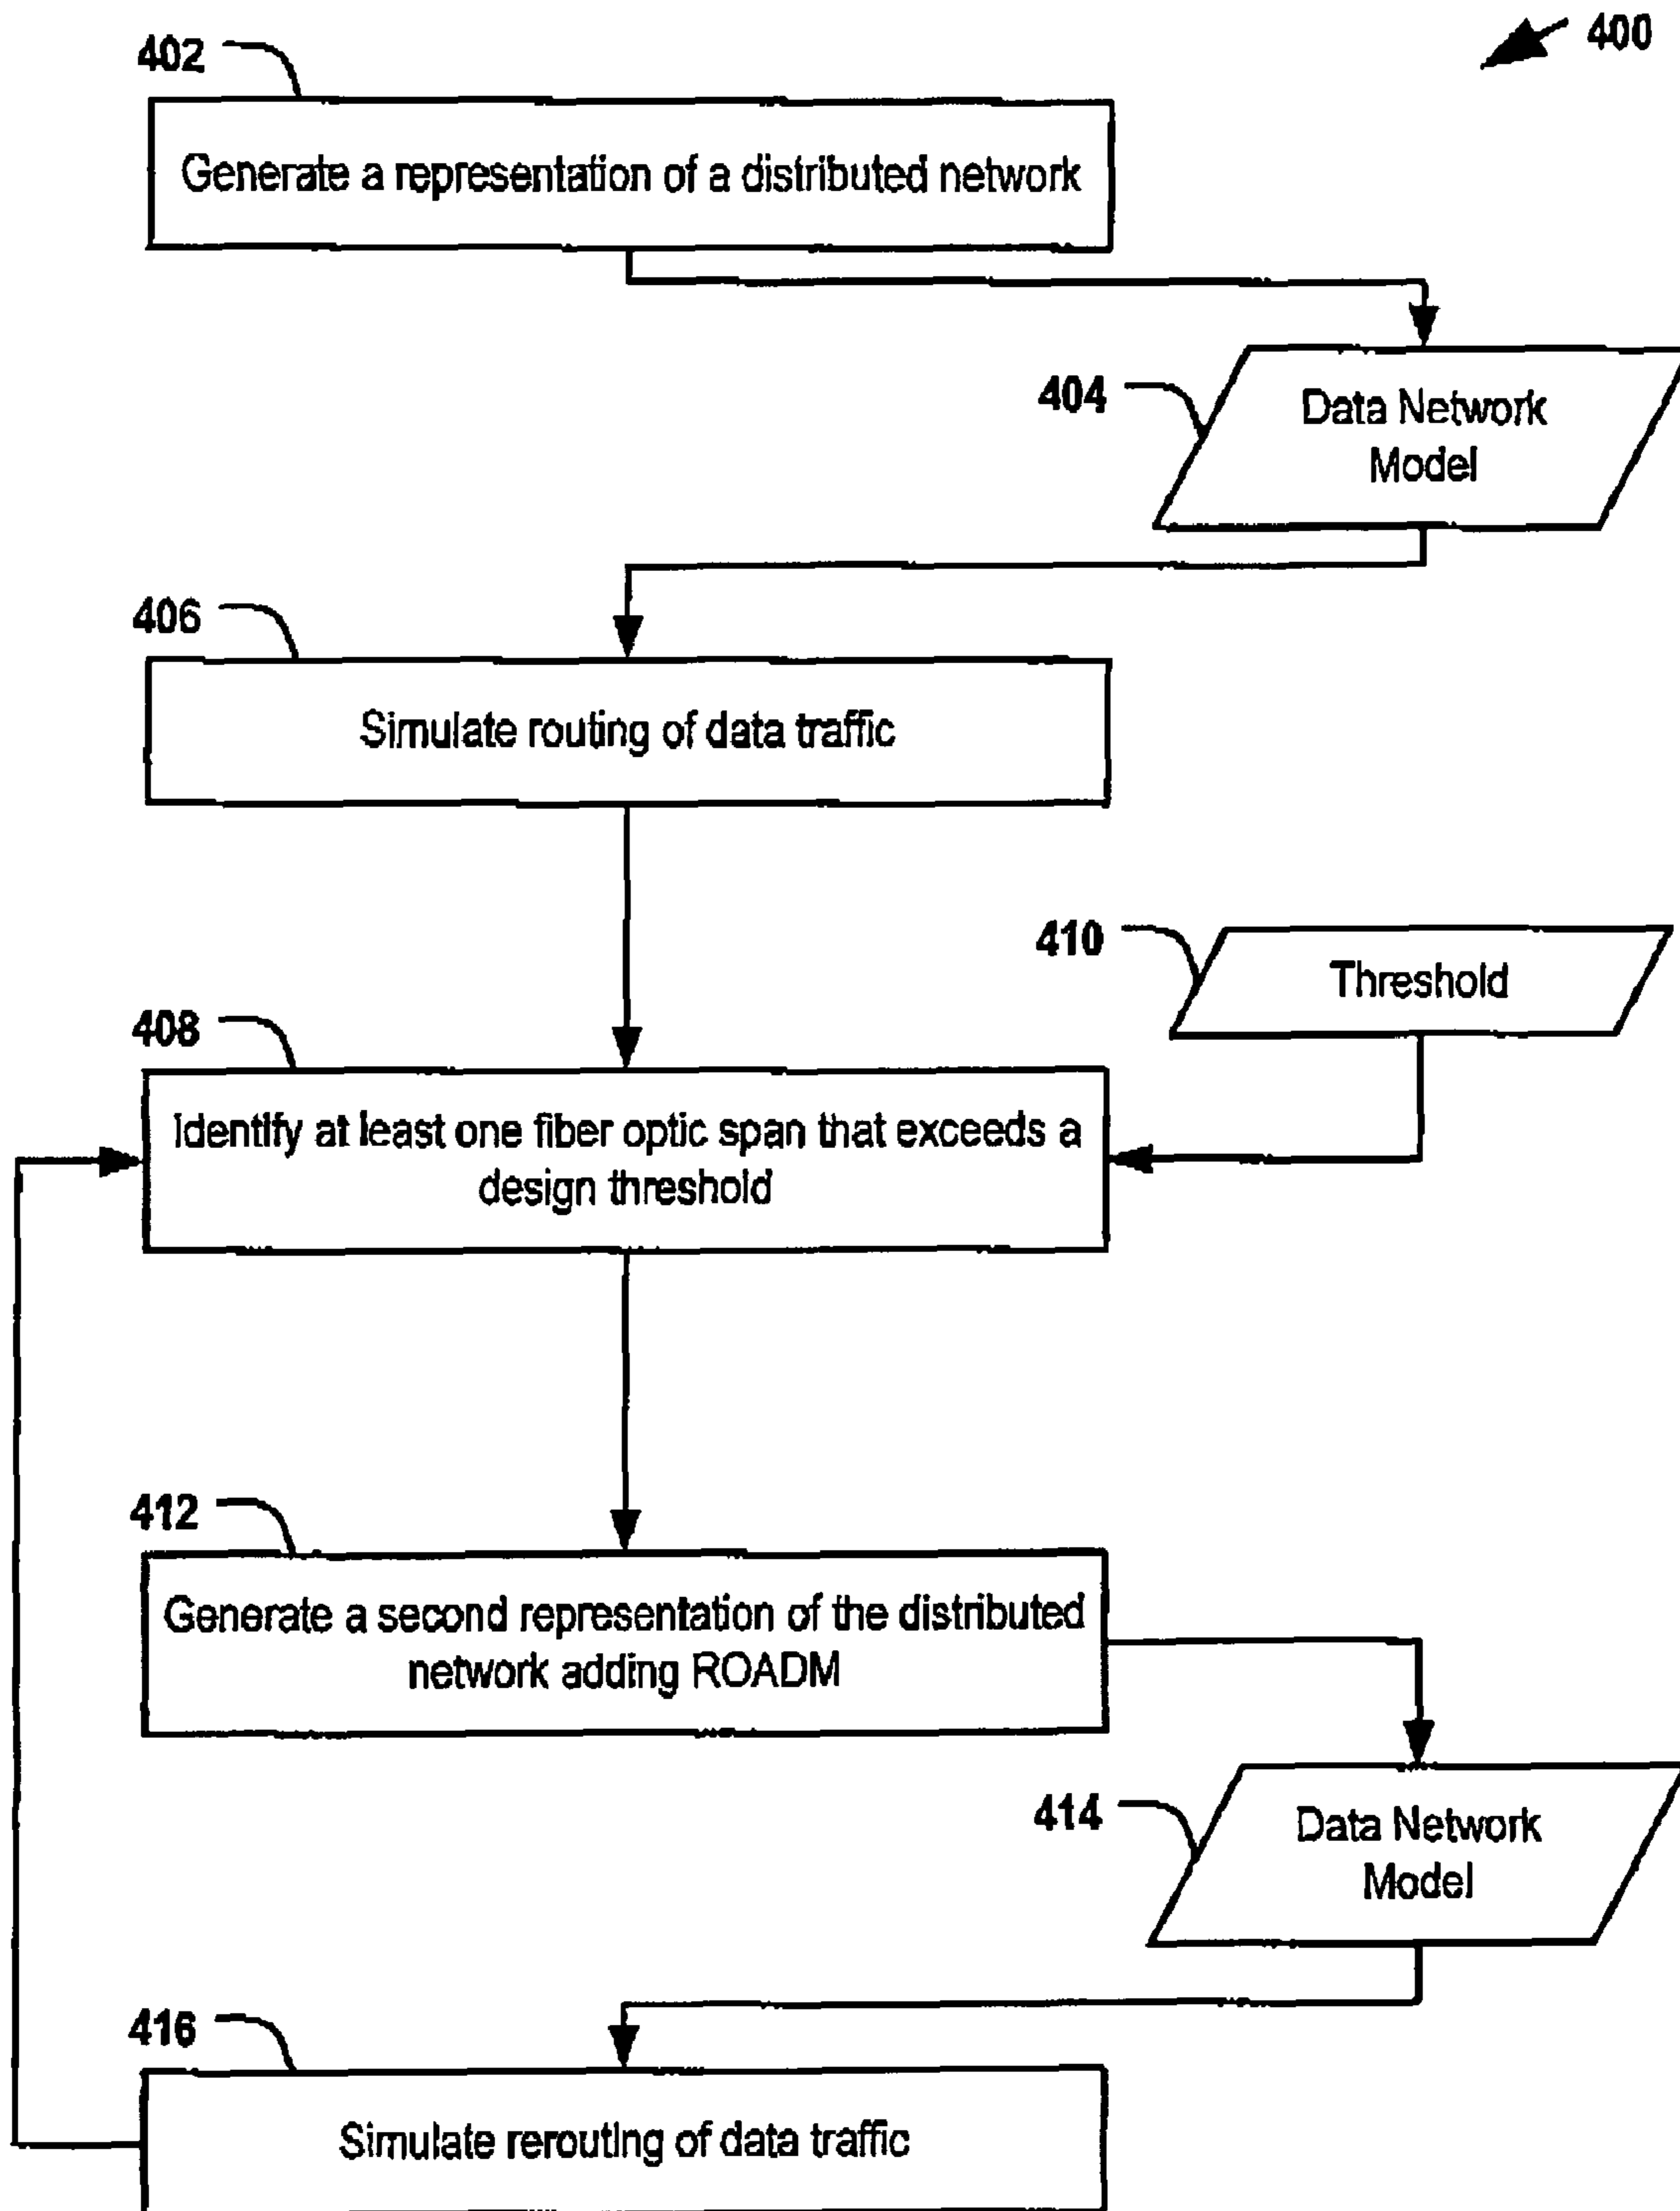 400
402
Generate a representation of a distributed network
404
Data Network
Model
406
Simulate routing of data traffic
410
Threshold
408
Identify at least one fiber optic span that exceeds a
design threshold
412
Generate a second representation of the distributed
network adding ROADM
414
Data Network
Model
416
Simulate rerouting of data traffic